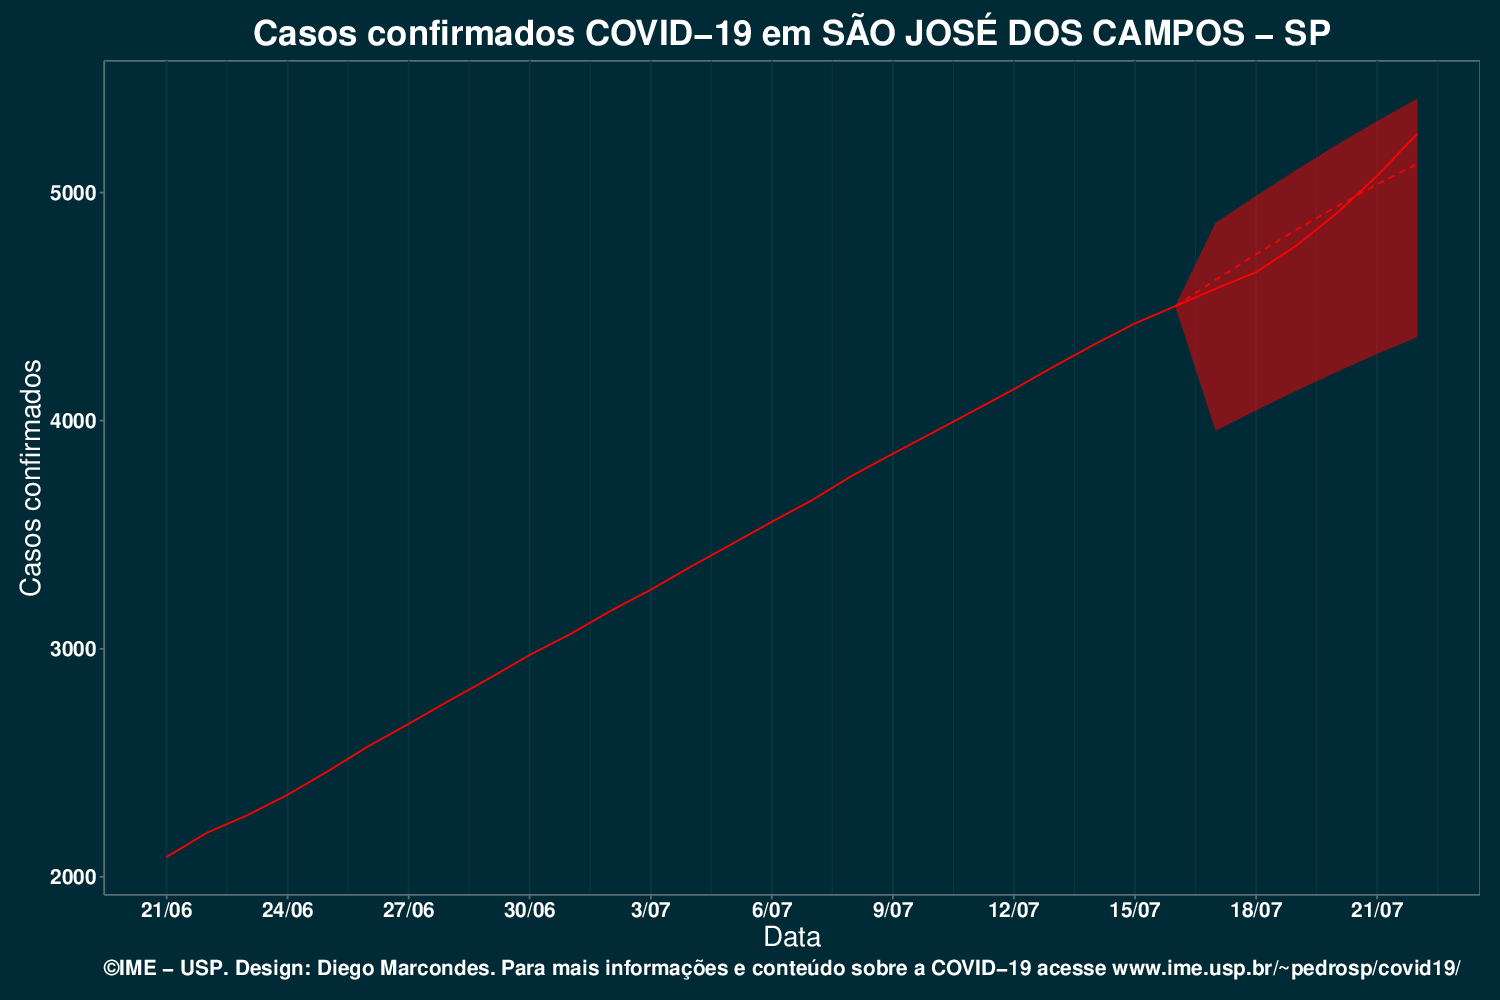 Casos confirmados COVID−19 em SÃO JOSÉ DOS CAMPOS − SP
Casos confirmados
5000
4000
3000
2000
21/06 24/06 27/06 30/06 3/07 6/07 9/07 12/07 15/07 18/07 21/07
Data
©IME − USP. Design: Diego Marcondes. Para mais informações e conteúdo sobre a COVID−19 acesse www.ime.usp.br/~pedrosp/covid19/